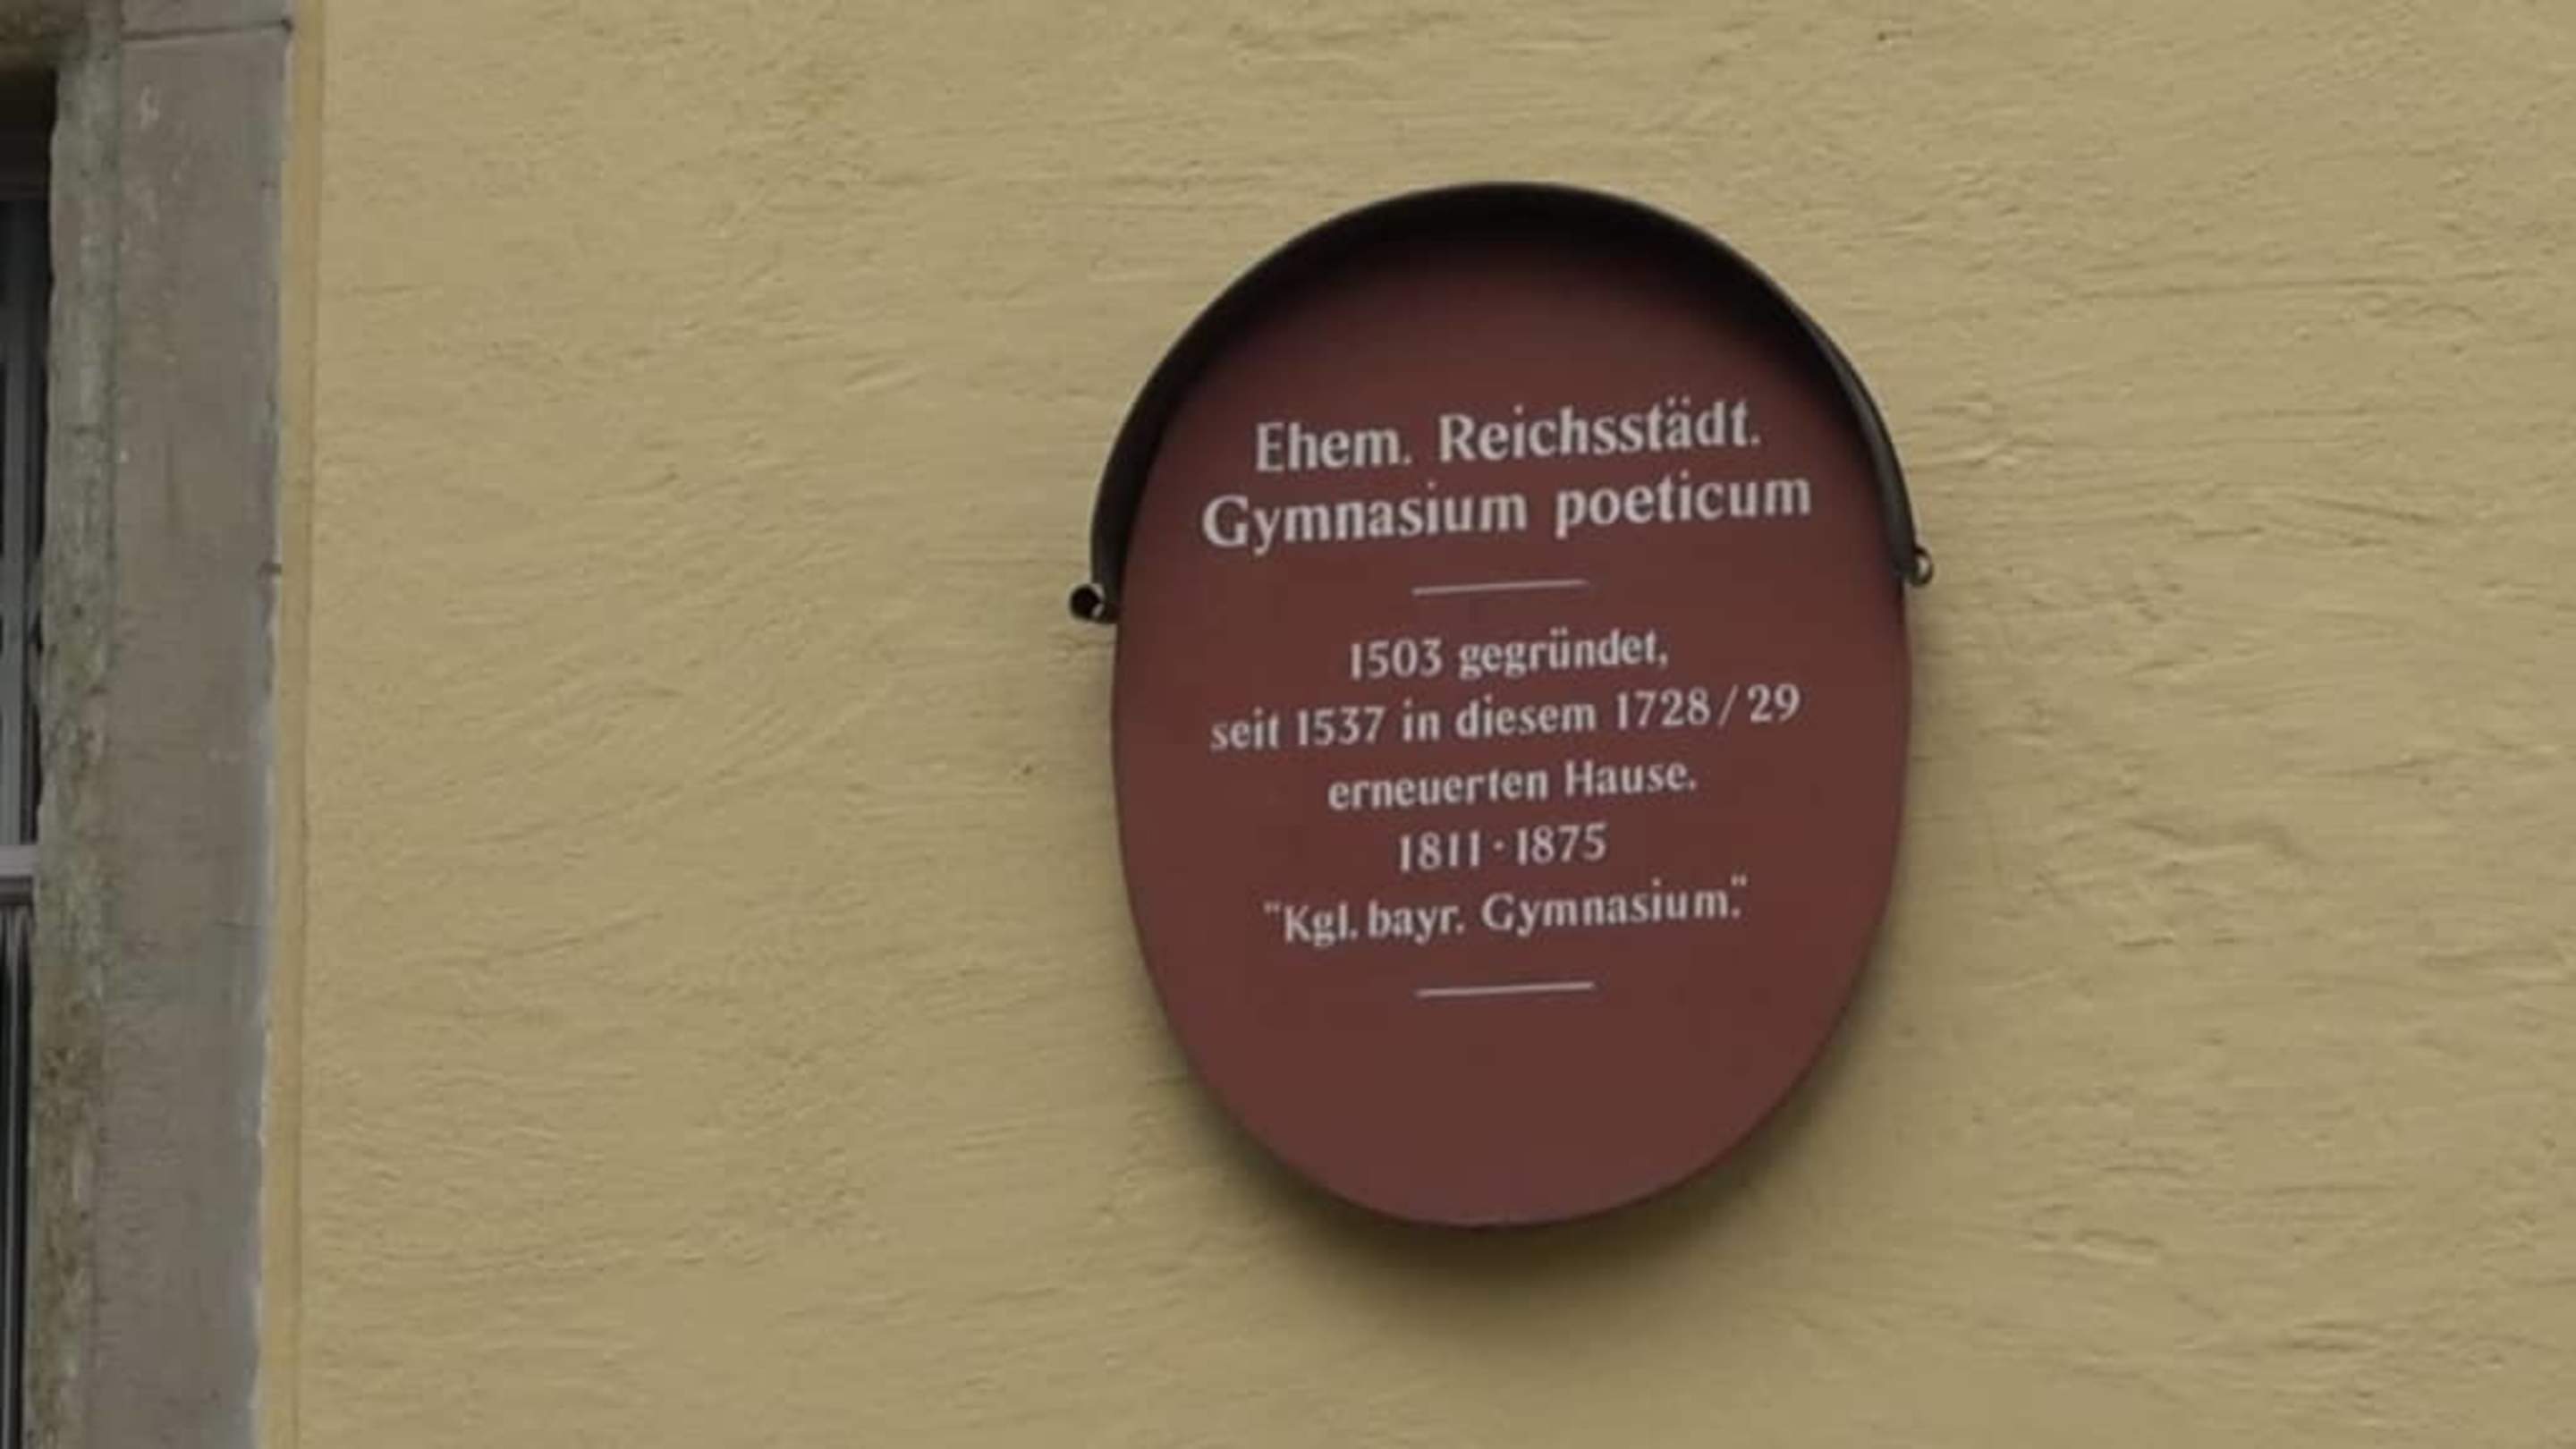 Ehem. Reichsstädt.
Gymnasium poeticum
1503 gegründet,
seit 1537 in diesem 1728/29
erneuerten Hause.
1811·1875
"Kgl. bayr. Gymnasium."